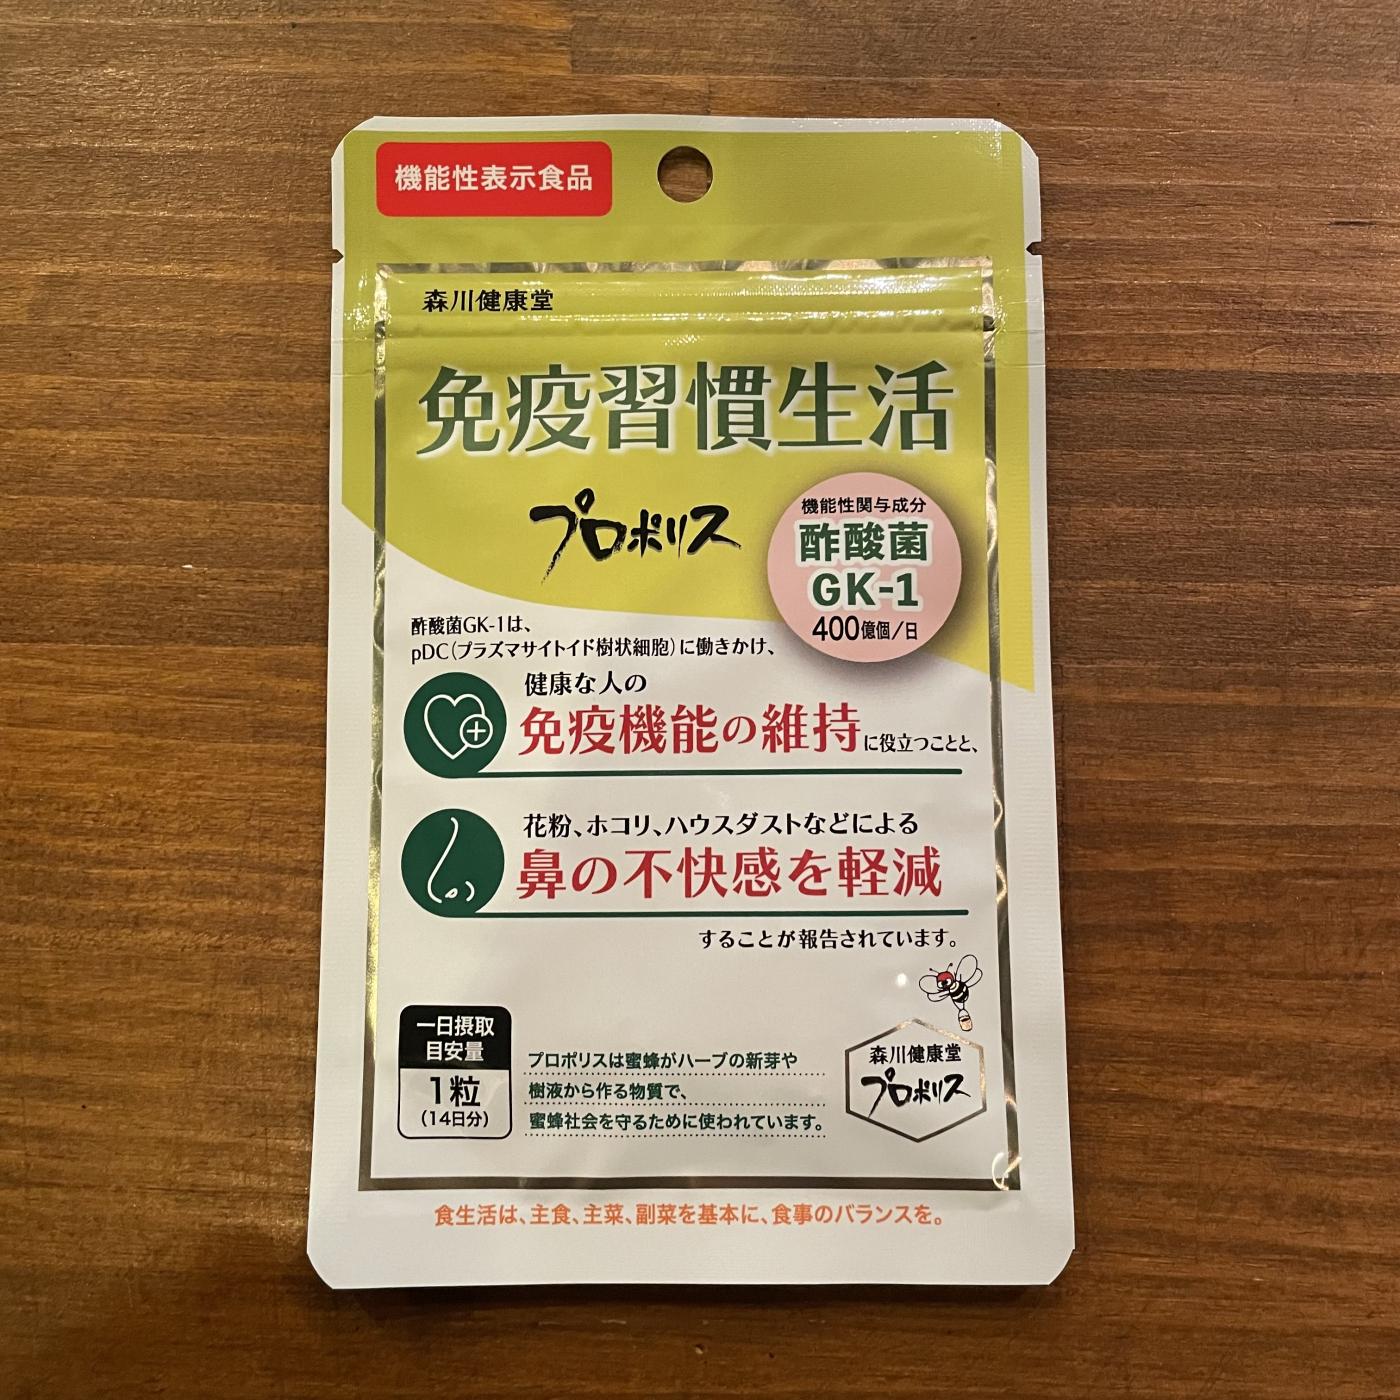 機能性表示食品
森川健康堂
免疫習慣生活
プロポリス
機能性関与成分
酢酸菌
GK-1
400億個/日
酢酸菌GK-1は、
pDC(プラズマサイトイド樹状細胞)に働きかけ、
健康な人の
免疫機能の維持に役立つことと、
花粉、ホコリ、ハウスダストなどによる
鼻の不快感を軽減
することが報告されています。
一日摂取
目安量
1粒
(14日分)
プロポリスは蜜蜂がハーブの新芽や
樹液から作る物質で、
蜜蜂社会を守るために使われています。
森川健康堂
プロポリス
食生活は、主食、主菜、副菜を基本に、食事のバランスを。